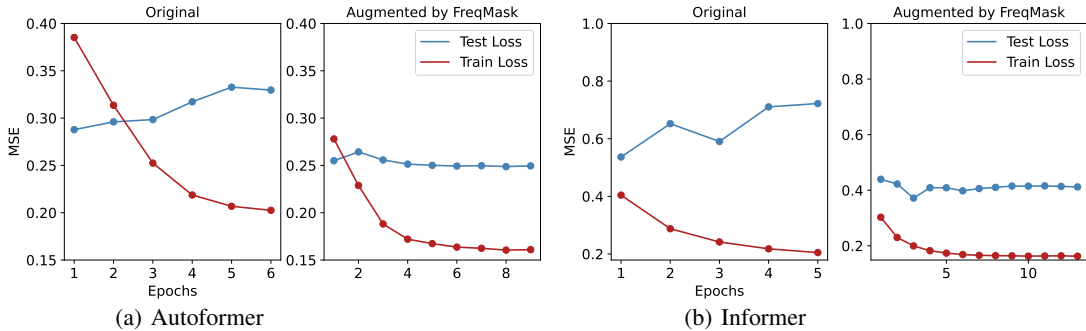 Original
Augmented by FreqMask
Original
Augmented by FreqMask
0.40
0.35
0.30
0.25
0.20
0.15
MSE
1 2 3 4 5 6
Epochs
0.40
0.35
0.30
0.25
0.20
0.15
Test Loss
Train Loss
2 4 6 8
1.0
0.8
0.6
0.4
0.2
MSE
1 2 3 4 5
Epochs
1.0
0.8
0.6
0.4
0.2
Test Loss
Train Loss
5 10
(a) Autoformer
(b) Informer